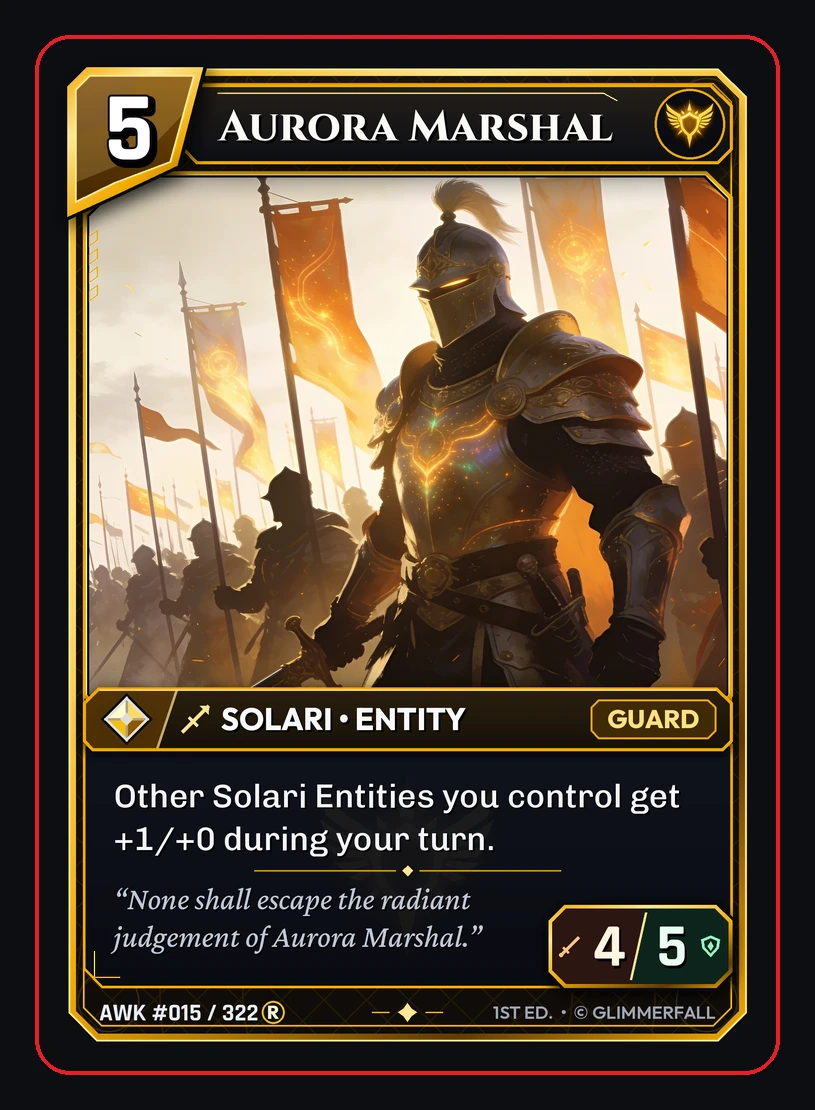 5
AURORA MARSHAL
SOLARI • ENTITY
GUARD
Other Solari Entities you control get
+1/+0 during your turn.
“None shall escape the radiant
judgement of Aurora Marshal.”
4/5
AWK #015 / 322 R
1ST ED. • © GLIMMERFALL